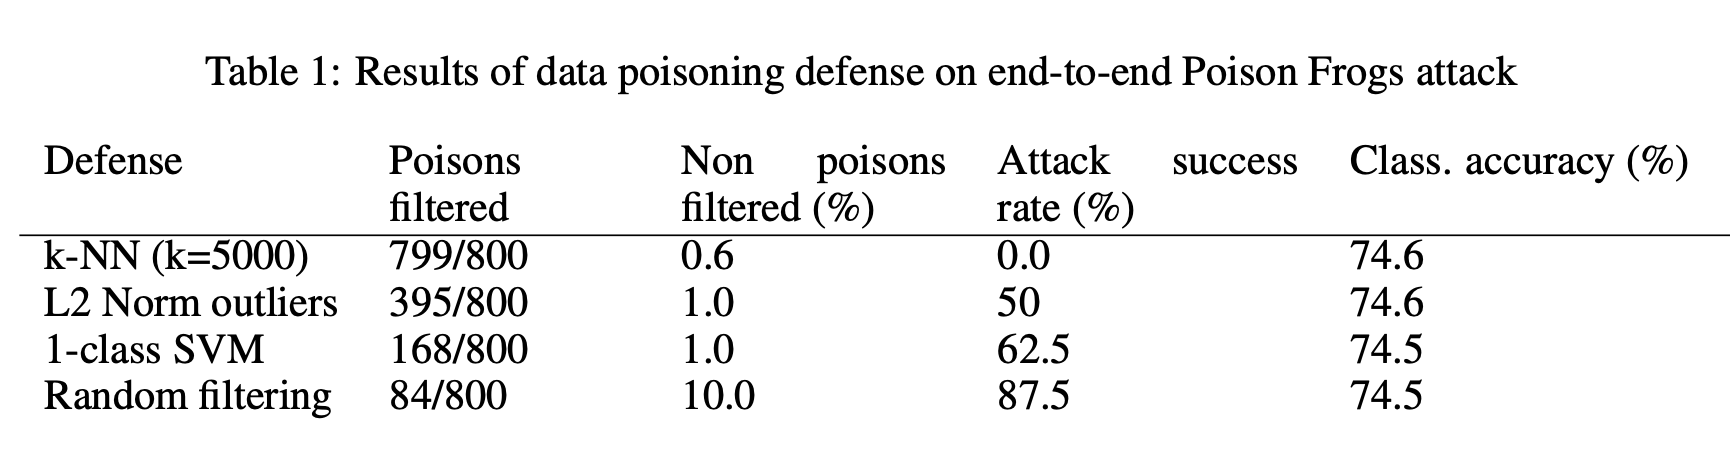 Table 1: Results of data poisoning defense on end-to-end Poison Frogs attack
Defense Poisons Non poisons Attack success Class. accuracy (%)
filtered filtered (%) rate (%)
k-NN (k=5000) 799/800 0.6 0.0 74.6
L2 Norm outliers 395/800 1.0 50 74.6
1-class SVM 168/800 1.0 62.5 74.5
Random filtering 84/800 10.0 87.5 74.5